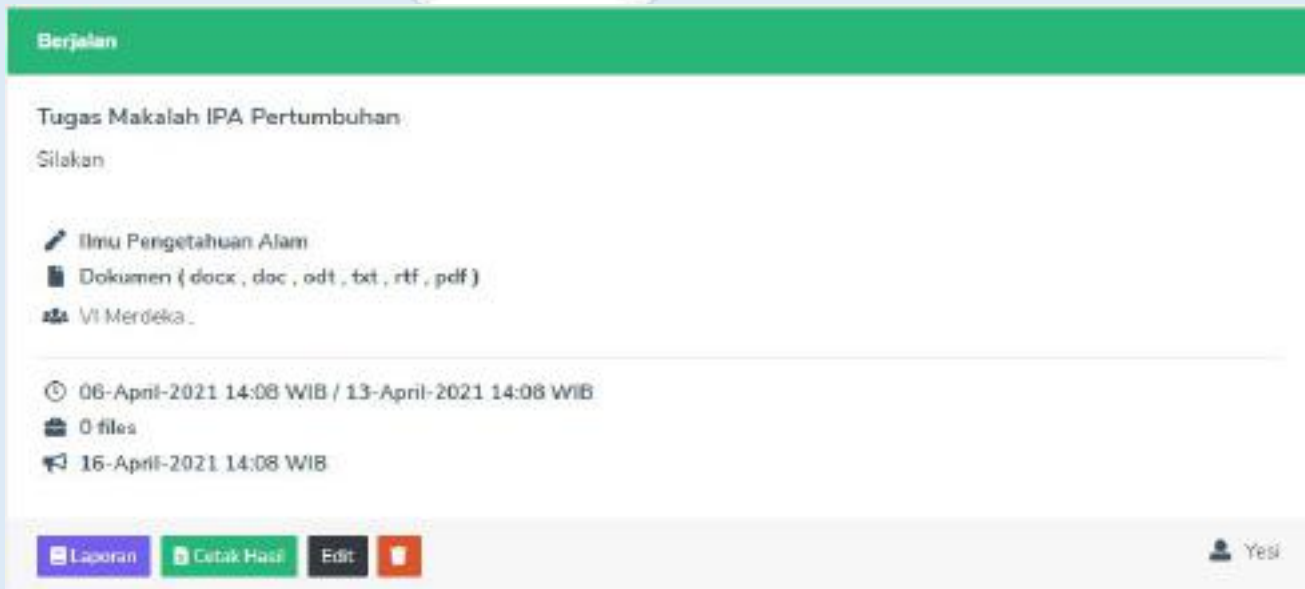 Berjalan
Tugas Makalah IPA Pertumbuhan
Silakan
Ilmu Pengetahuan Alam
Dokumen ( docx , doc , odt , txt , rtf , pdf )
VI Merdeka ,
06-April-2021 14:08 WIB / 13-April-2021 14:08 WIB
0 files
16-April-2021 14:08 WIB
Laporan Cetak Hasil Edit Yesi